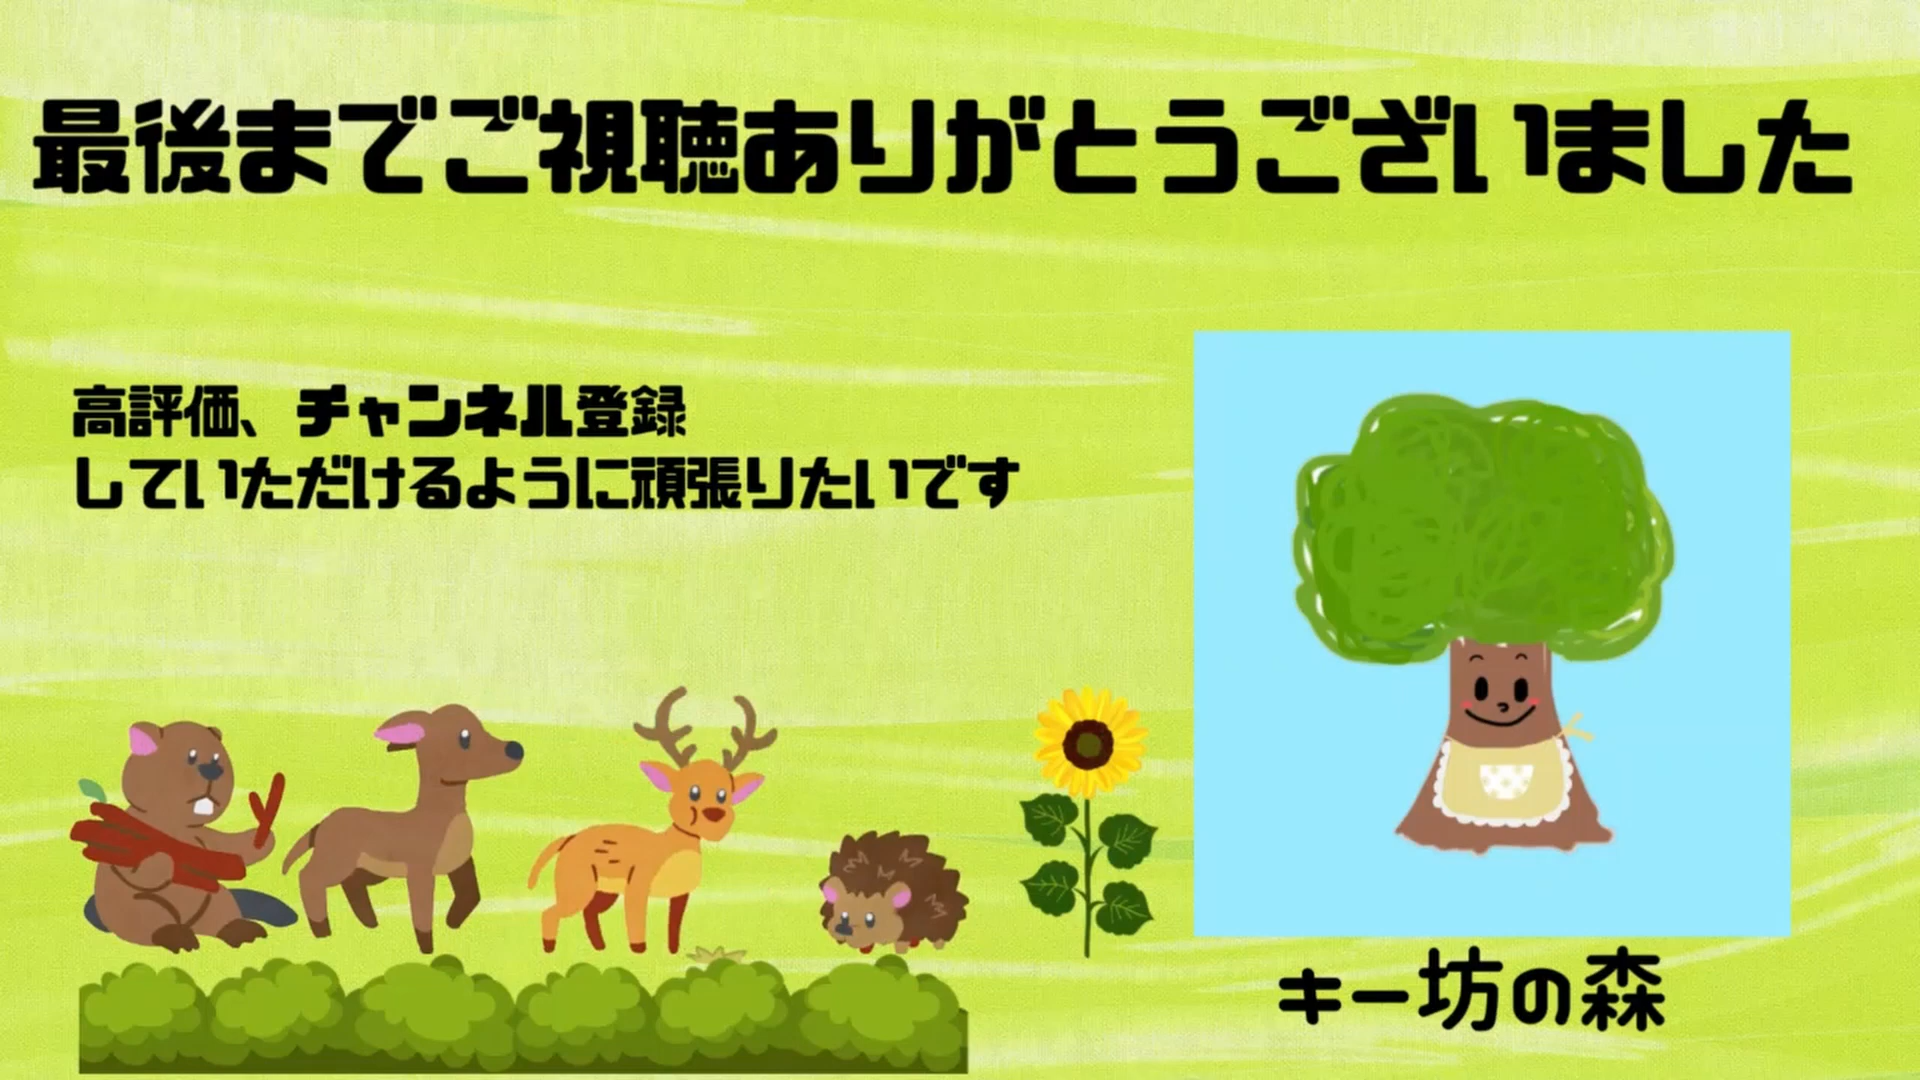 最後までご視聴ありがとうございました
高評価、チャンネル登録
していただけるように頑張りたいです
キー坊の森